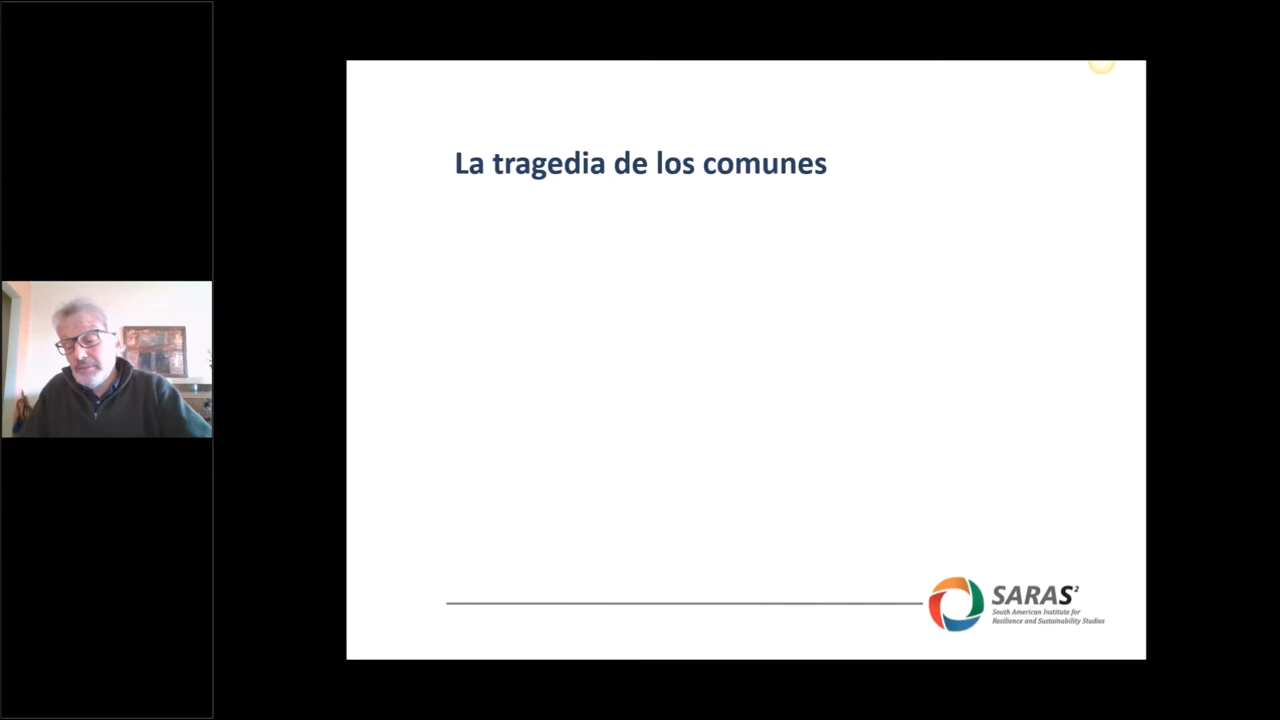 La tragedia de los comunes
SARAS²
South American Institute for
Resilience and Sustainability Studies